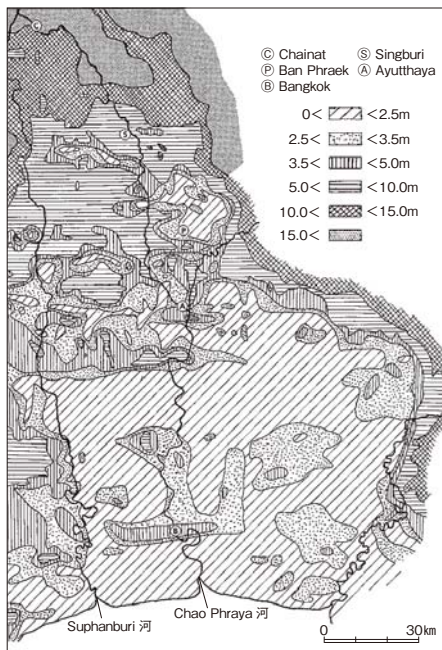 Ⓒ Chainat Ⓢ Singburi
Ⓟ Ban Phraek Ⓐ Ayutthaya
Ⓑ Bangkok
0< <2.5m
2.5< <3.5m
3.5< <5.0m
5.0< <10.0m
10.0< <15.0m
15.0<
Ⓒ
Ⓢ
Ⓟ
Suphanburi 河
Chao Phraya 河
0 30km